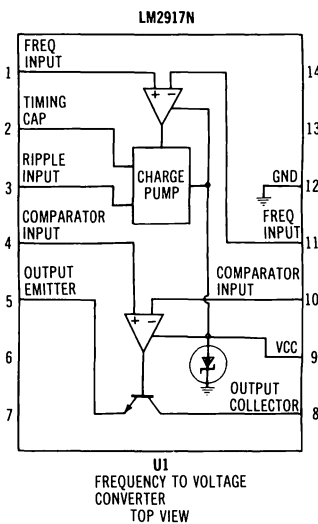 LM2917N
FREQ
INPUT
1
14
TIMING
CAP
+ -
2
13
CHARGE
PUMP
RIPPLE
INPUT
3
GND
12
COMPARATOR
INPUT
4
FREQ
INPUT
11
OUTPUT
EMITTER
5
COMPARATOR
INPUT
10
+ -
6
VCC
9
OUTPUT
COLLECTOR
7
8
U1
FREQUENCY TO VOLTAGE
CONVERTER
TOP VIEW